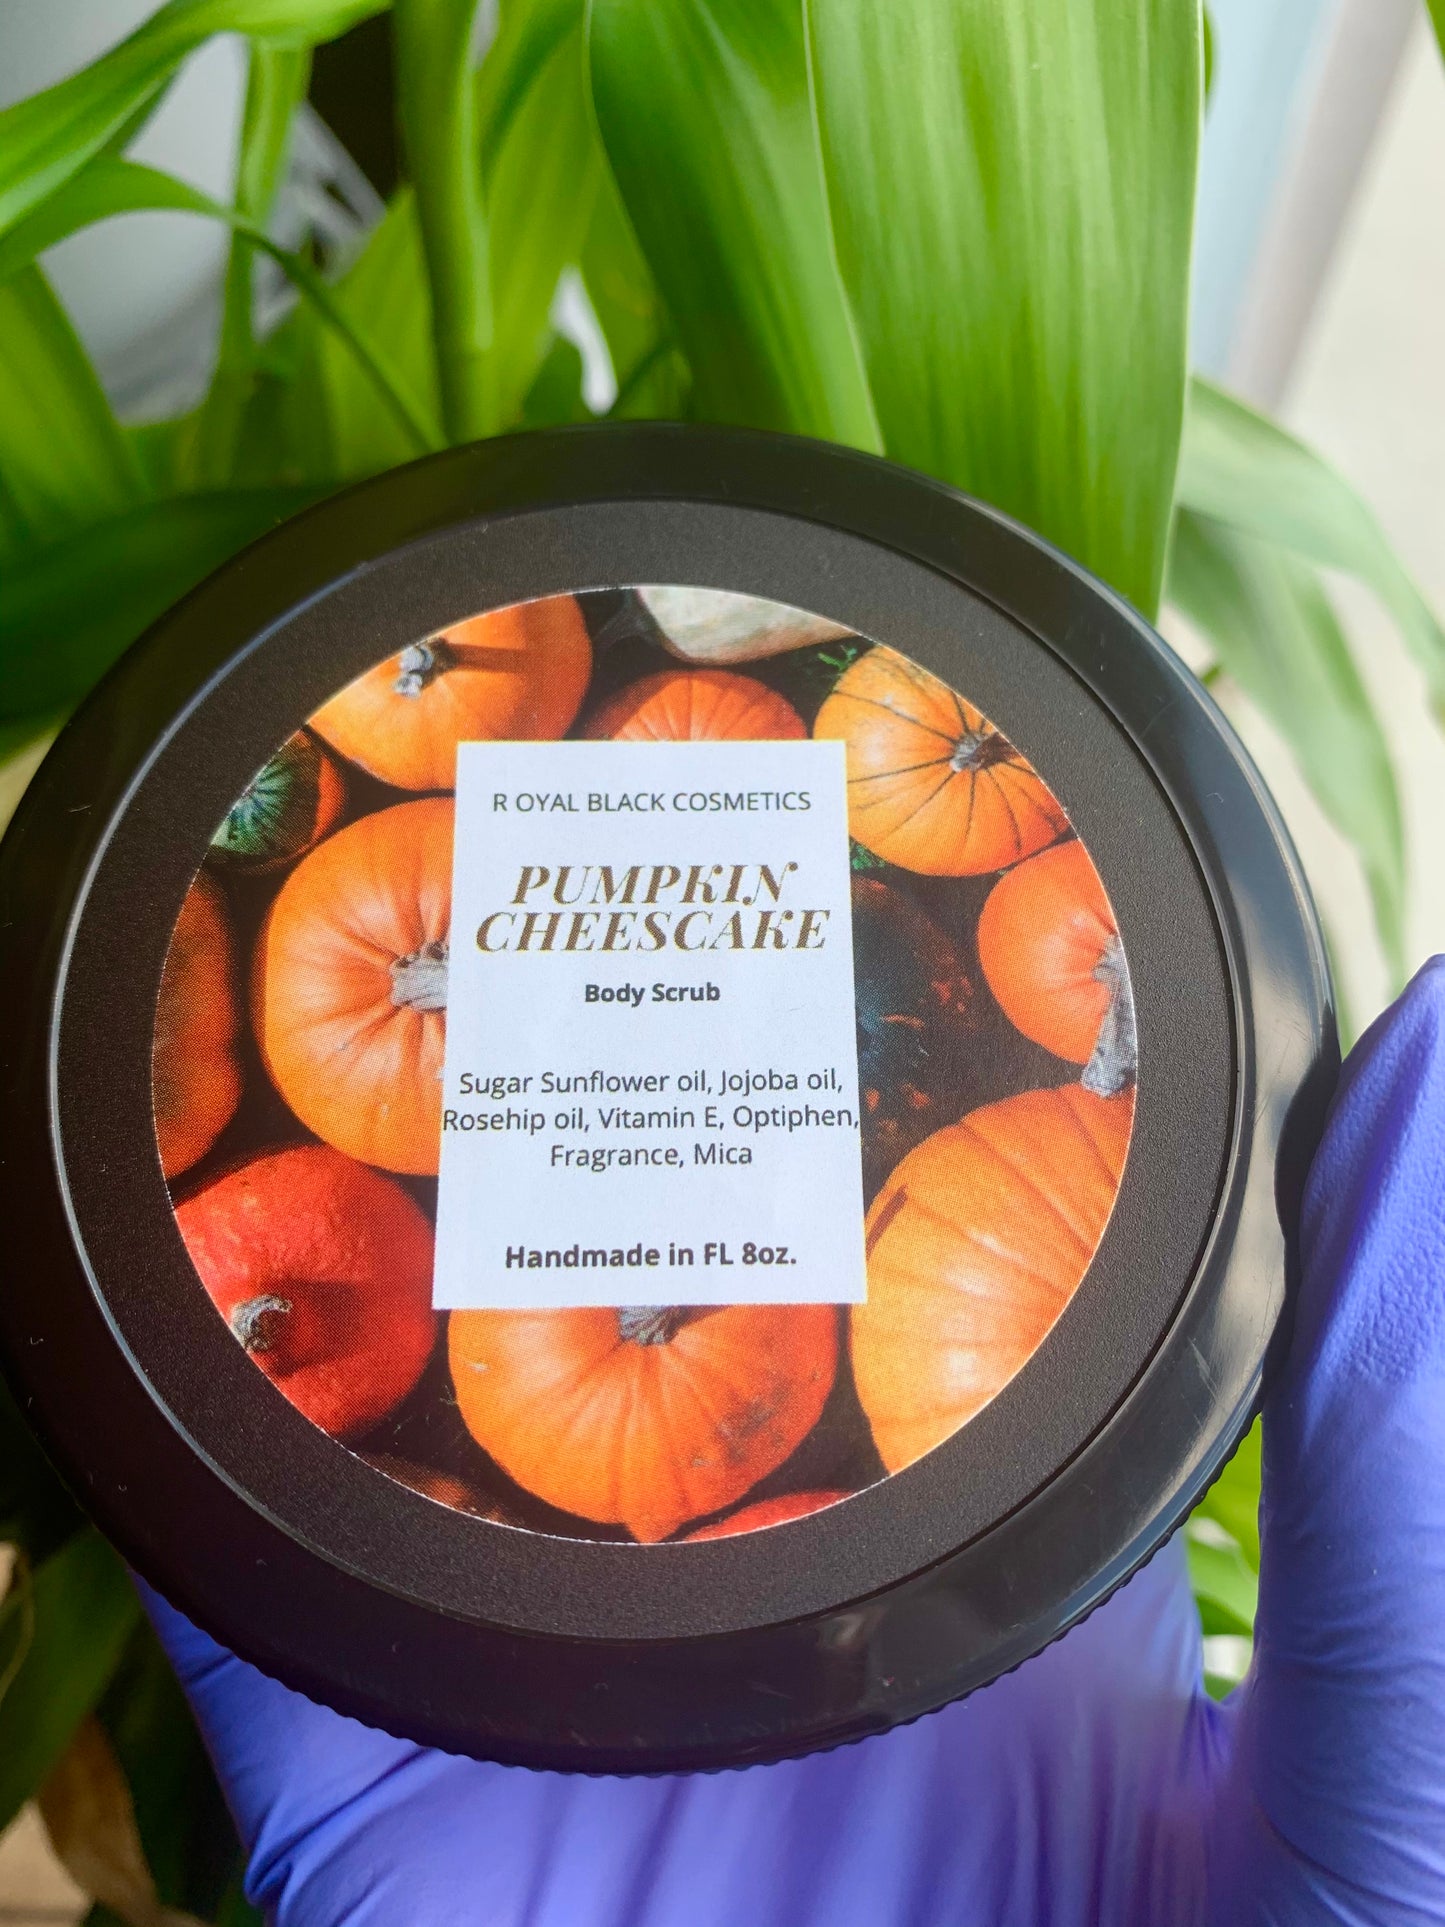 R OYAL BLACK COSMETICS
PUMPKIN
CHEESCAKE
Body Scrub
Sugar Sunflower oil, Jojoba oil,
Rosehip oil, Vitamin E, Optiphen,
Fragrance, Mica
Handmade in FL 8oz.